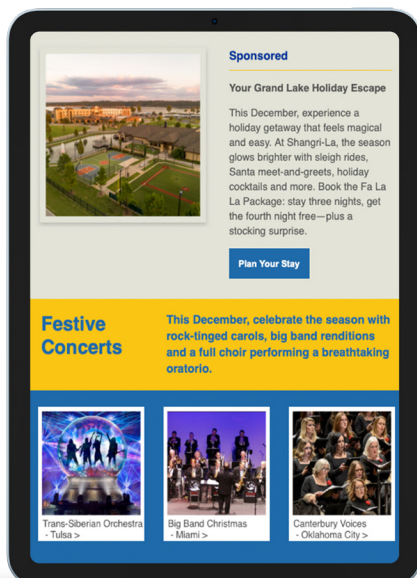 Sponsored
Your Grand Lake Holiday Escape
This December, experience a
holiday getaway that feels magical
and easy. At Shangri-La, the season
glows brighter with sleigh rides,
Santa meet-and-greets, holiday
cocktails and more. Book the Fa La
La Package: stay three nights, get
the fourth night free—plus a
stocking surprise.
Plan Your Stay
Festive
Concerts
This December, celebrate the season with
rock-tinged carols, big band renditions
and a full choir performing a breathtaking
oratorio.
Trans-Siberian Orchestra
- Tulsa >
Big Band Christmas
- Miami >
Canterbury Voices
- Oklahoma City >